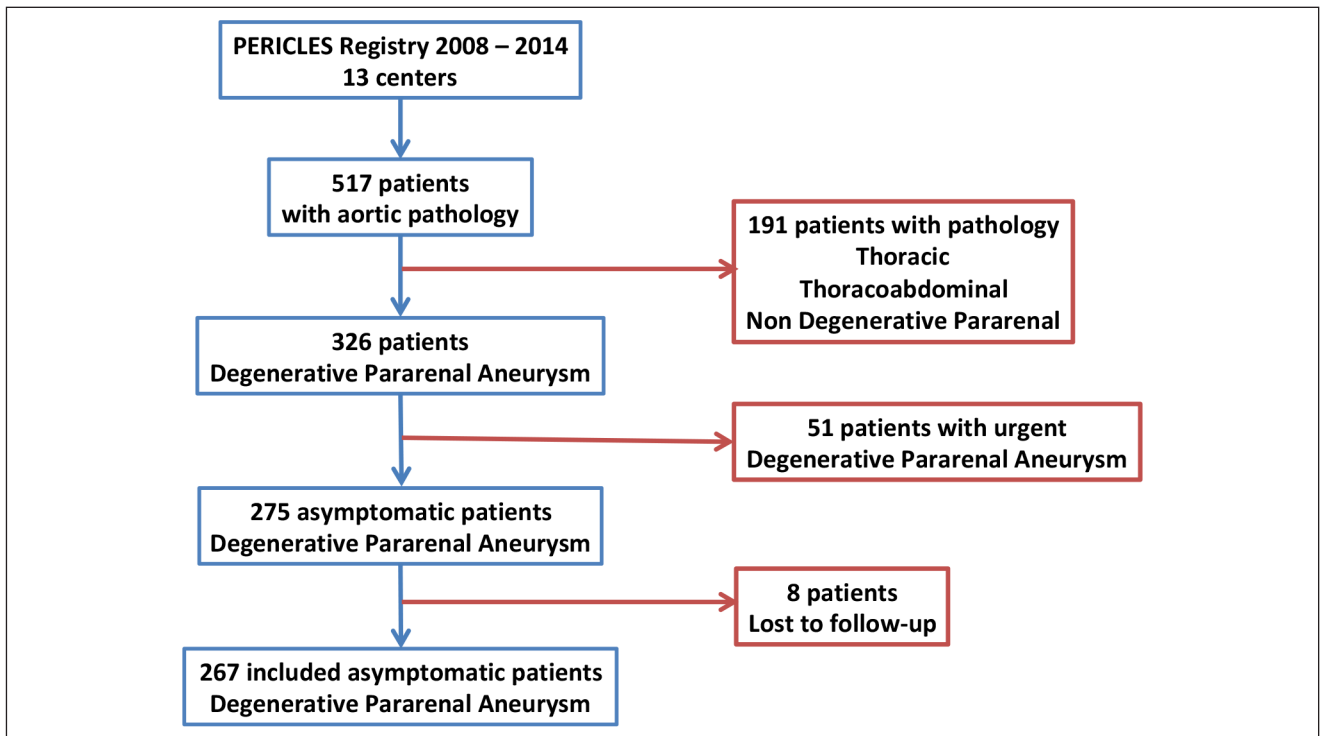 PERICLES Registry 2008 – 2014
13 centers
517 patients
with aortic pathology
191 patients with pathology
Thoracic
Thoracoabdominal
Non Degenerative Pararenal
326 patients
Degenerative Pararenal Aneurysm
51 patients with urgent
Degenerative Pararenal Aneurysm
275 asymptomatic patients
Degenerative Pararenal Aneurysm
8 patients
Lost to follow-up
267 included asymptomatic patients
Degenerative Pararenal Aneurysm